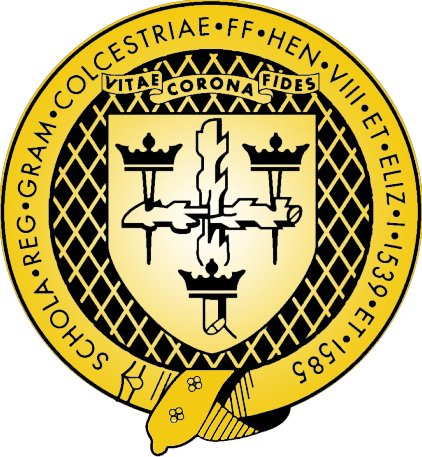 SCHOLA•REG•GRAM•COLCESTRIAE•FF•HEN•VIII•ET•ELIZ•I•1539•ET•1585
VITAE CORONA FIDES